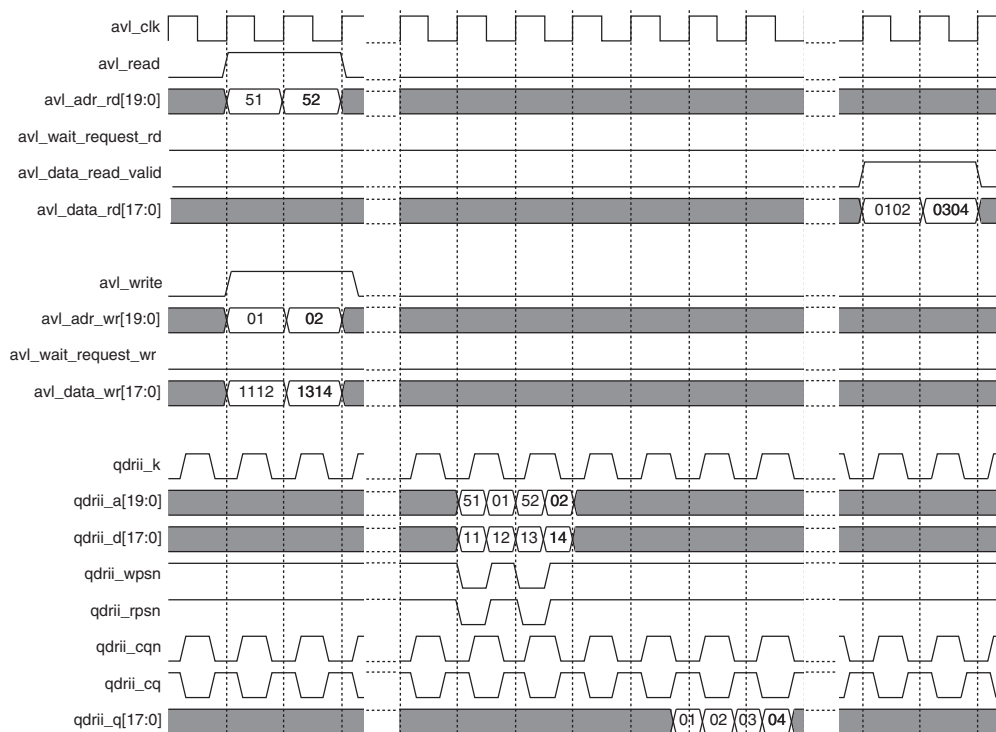 avl_clk
avl_read
avl_adr_rd[19:0] 51 52
avl_wait_request_rd
avl_data_read_valid
avl_data_rd[17:0] 0102 0304
avl_write
avl_adr_wr[19:0] 01 02
avl_wait_request_wr
avl_data_wr[17:0] 1112 1314
qdrii_k
qdrii_a[19:0] 51 01 52 02
qdrii_d[17:0] 11 12 13 14
qdrii_wpsn
qdrii_rpsn
qdrii_cqn
qdrii_cq
qdrii_q[17:0] 01 02 03 04